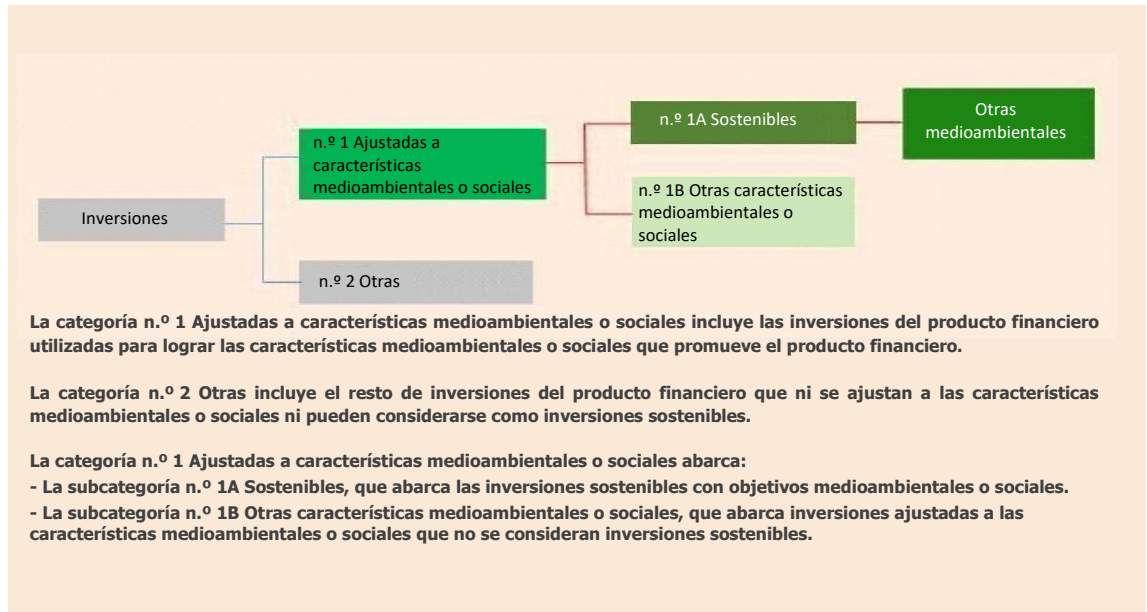 Inversiones
n.º 1 Ajustadas a
características
medioambientales o sociales
n.º 2 Otras
n.º 1A Sostenibles
n.º 1B Otras características
medioambientales o
sociales
Otras
medioambientales
La categoría n.º 1 Ajustadas a características medioambientales o sociales incluye las inversiones del producto financiero
utilizadas para lograr las características medioambientales o sociales que promueve el producto financiero.
La categoría n.º 2 Otras incluye el resto de inversiones del producto financiero que ni se ajustan a las características
medioambientales o sociales ni pueden considerarse como inversiones sostenibles.
La categoría n.º 1 Ajustadas a características medioambientales o sociales abarca:
- La subcategoría n.º 1A Sostenibles, que abarca las inversiones sostenibles con objetivos medioambientales o sociales.
- La subcategoría n.º 1B Otras características medioambientales o sociales, que abarca inversiones ajustadas a las
características medioambientales o sociales que no se consideran inversiones sostenibles.